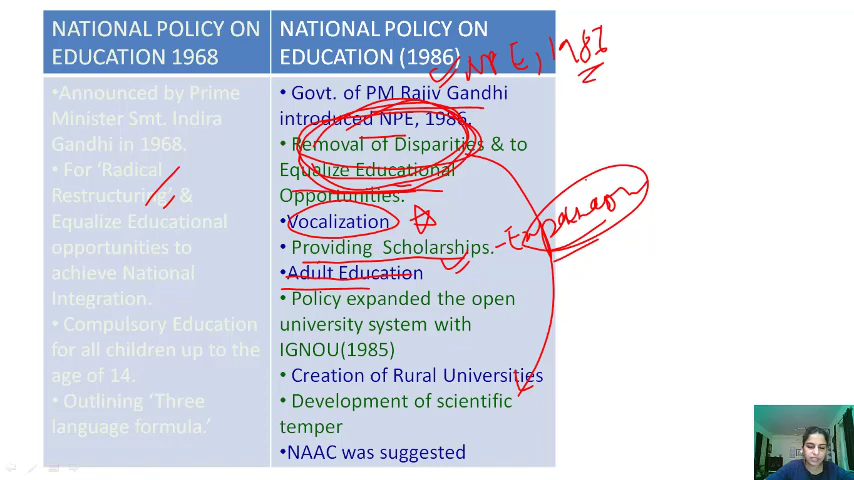 NATIONAL POLICY ON
EDUCATION 1968
•Announced by Prime
Minister Smt. Indira
Gandhi in 1968.
• For 'Radical
Restructuring', &
Equalize Educational
opportunities to
achieve National
Integration.
• Compulsory Education
for all children up to the
age of 14.
• Outlining 'Three
language formula.'
NATIONAL POLICY ON
EDUCATION (1986)
• Govt. of PM Rajiv Gandhi
introduced NPE, 1986.
• Removal of Disparities & to
Equalize Educational
Opportunities.
•Vocalization
• Providing Scholarships.
•Adult Education
• Policy expanded the open
university system with
IGNOU(1985)
• Creation of Rural Universities
• Development of scientific
temper
•NAAC was suggested
NPE, 1986
- Expansion